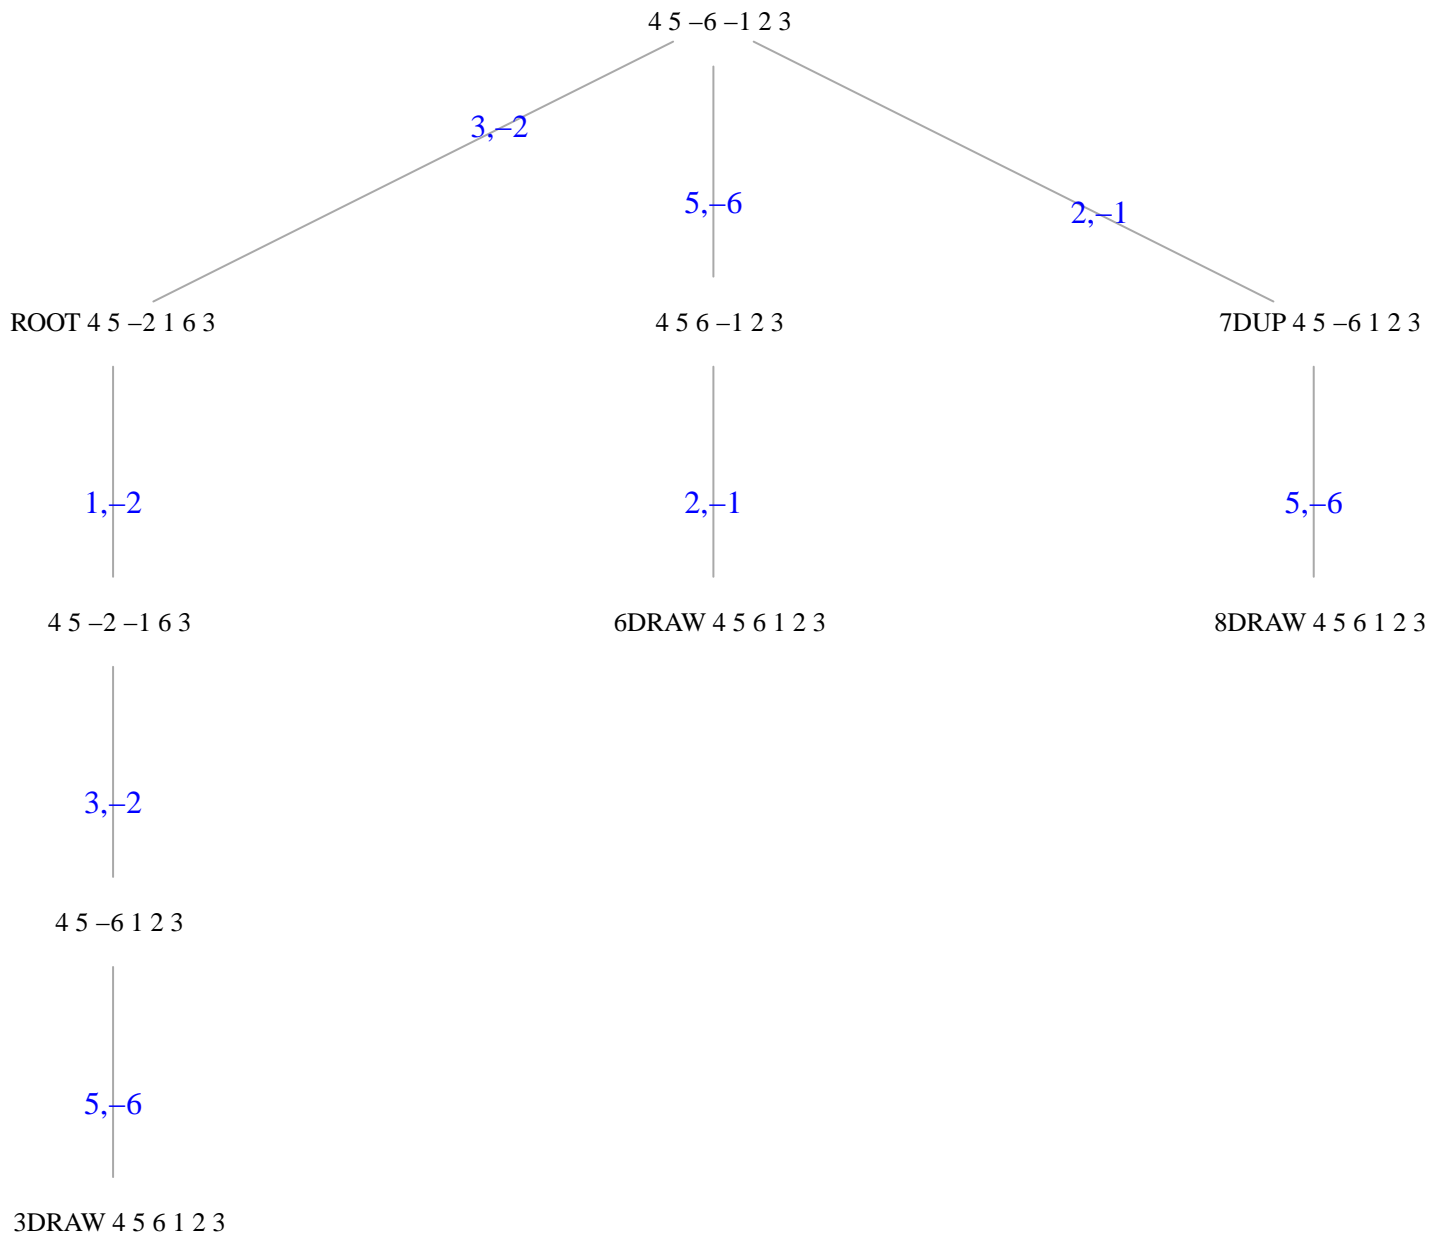 4 5 –6 –1 2 3
3,–2
5,–6
2,–1
ROOT 4 5 –2 1 6 3
4 5 6 –1 2 3
7DUP 4 5 –6 1 2 3
1,–2
2,–1
5,–6
4 5 –2 –1 6 3
6DRAW 4 5 6 1 2 3
8DRAW 4 5 6 1 2 3
3,–2
4 5 –6 1 2 3
5,–6
3DRAW 4 5 6 1 2 3